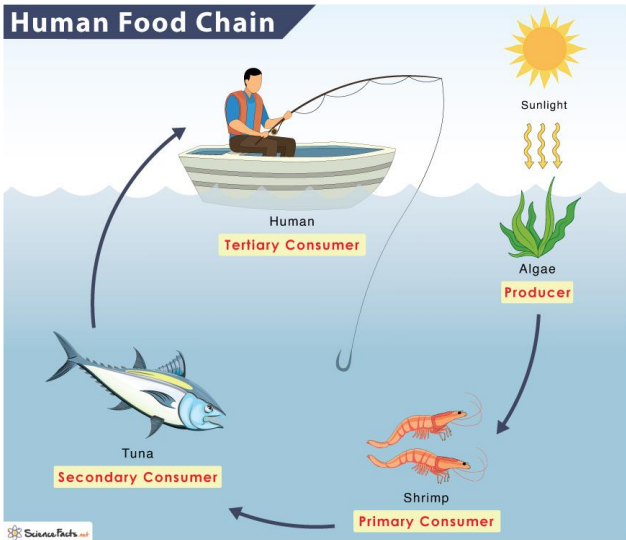 Human Food Chain
Sunlight
Algae
Producer
Human
Tertiary Consumer
Tuna
Secondary Consumer
Shrimp
Primary Consumer
ScienceFacts.net